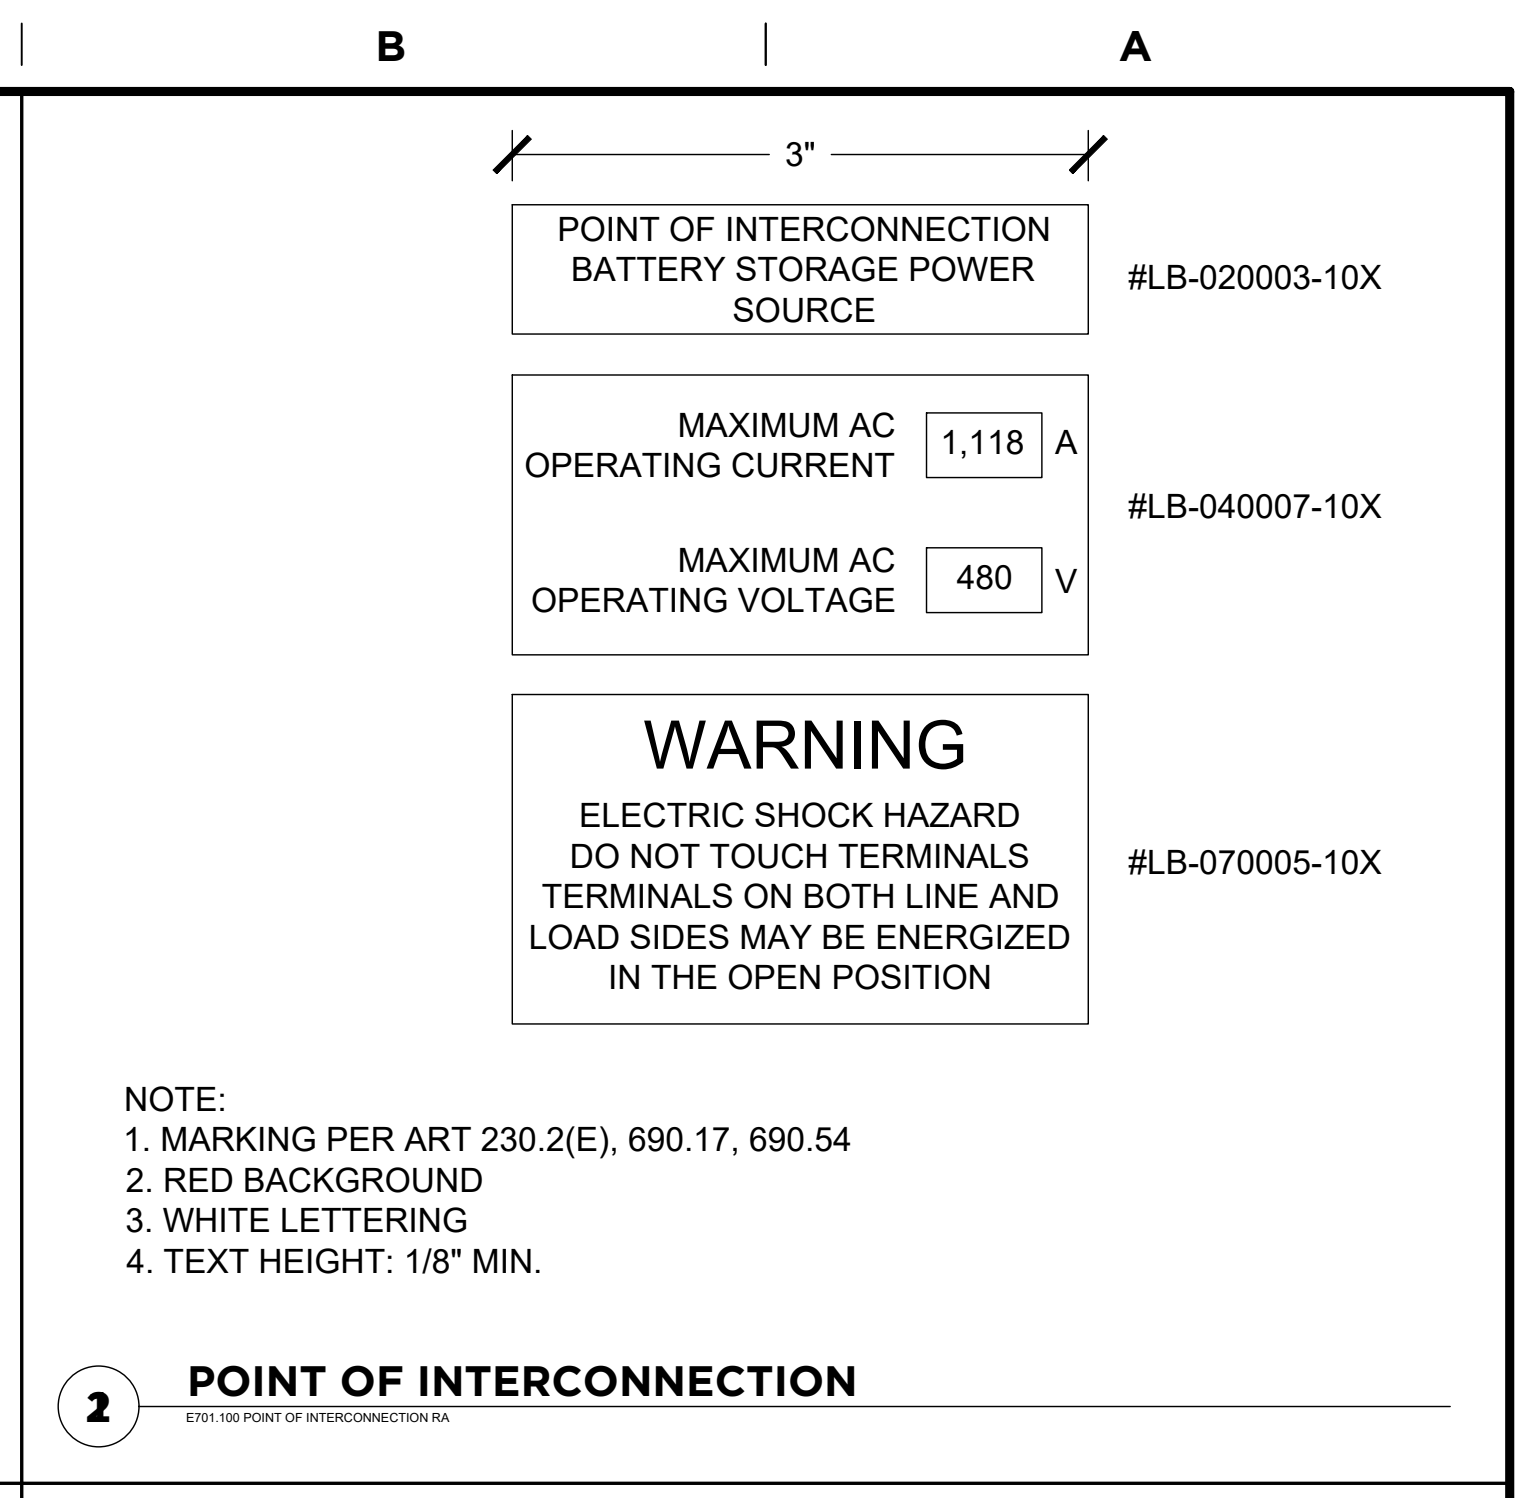 B
A
3"
POINT OF INTERCONNECTION
BATTERY STORAGE POWER
SOURCE
#LB-020003-10X
MAXIMUM AC
OPERATING CURRENT
1,118 A
#LB-040007-10X
MAXIMUM AC
OPERATING VOLTAGE
480 V
WARNING
ELECTRIC SHOCK HAZARD
DO NOT TOUCH TERMINALS
TERMINALS ON BOTH LINE AND
LOAD SIDES MAY BE ENERGIZED
IN THE OPEN POSITION
#LB-070005-10X
NOTE:
1. MARKING PER ART 230.2(E), 690.17, 690.54
2. RED BACKGROUND
3. WHITE LETTERING
4. TEXT HEIGHT: 1/8" MIN.
POINT OF INTERCONNECTION
E701.100 POINT OF INTERCONNECTION RA